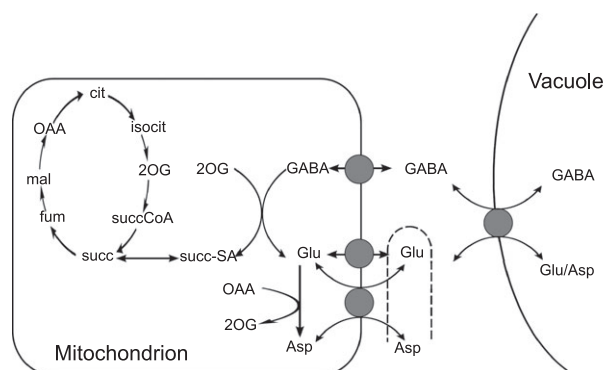 cit
Vacuole
OAA
isocit
2OG
2OG
GABA
GABA
GABA
mal
fum
succCoA
succ
succ-SA
Glu
Glu
Glu/Asp
OAA
2OG
Asp
Asp
Mitochondrion